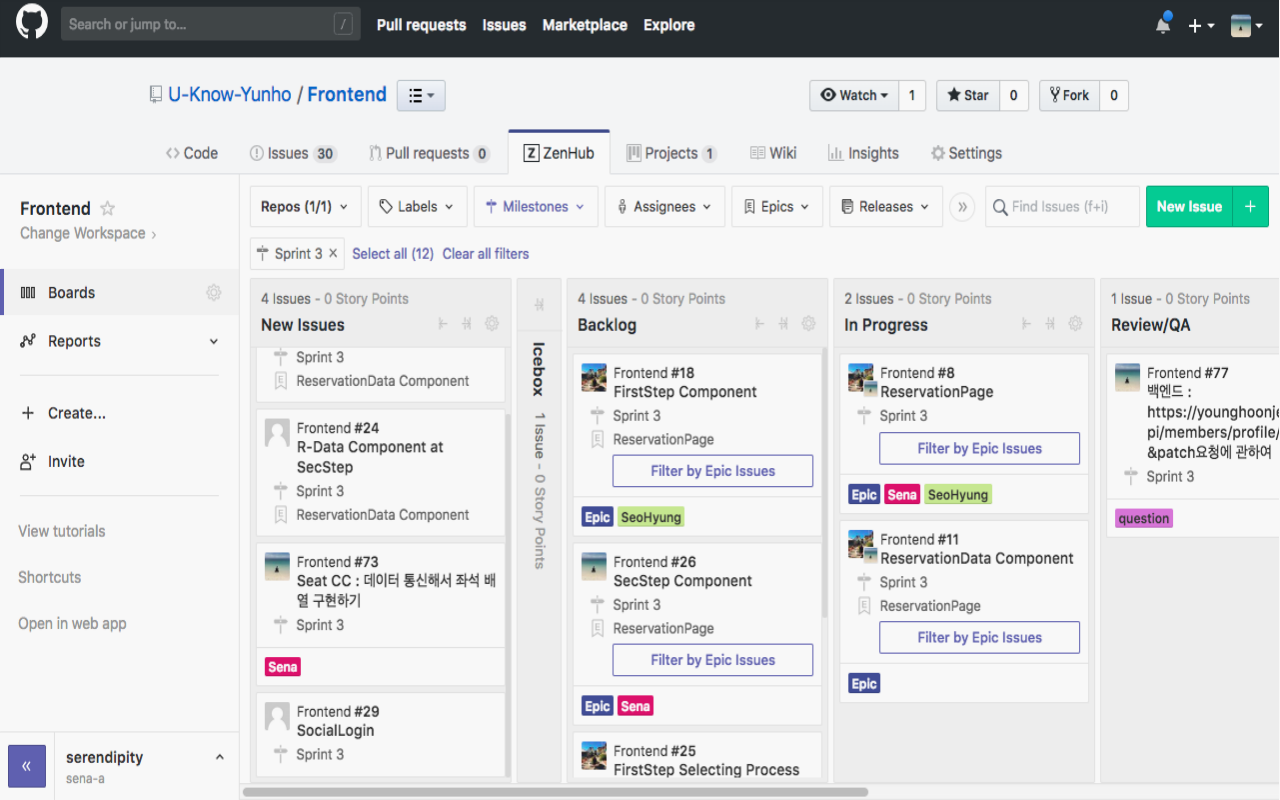 Search or jump to... /
Pull requests Issues Marketplace Explore
U-Know-Yunho / Frontend
Watch 1 Star 0 Fork 0
Code Issues 30 Pull requests 0 ZenHub Projects 1 Wiki Insights Settings
Frontend
Change Workspace
Boards
Reports
Create...
Invite
View tutorials
Shortcuts
Open in web app
serendipity
sena-a
Repos (1/1) Labels Milestones Assignees Epics Releases Find Issues (f+i) New Issue
Sprint 3 × Select all (12) Clear all filters
4 Issues - 0 Story Points
New Issues
Sprint 3
ReservationData Component
Frontend #24
R-Data Component at
SecStep
Sprint 3
ReservationData Component
Frontend #73
Seat CC : 데이터 통신해서 좌석 배
열 구현하기
Sprint 3
Sena
Frontend #29
SocialLogin
Sprint 3
Icebox 1 Issue - 0 Story Points
4 Issues - 0 Story Points
Backlog
Frontend #18
FirstStep Component
Sprint 3
ReservationPage
Filter by Epic Issues
Epic SeoHyung
Frontend #26
SecStep Component
Sprint 3
ReservationPage
Filter by Epic Issues
Epic Sena
Frontend #25
FirstStep Selecting Process
2 Issues - 0 Story Points
In Progress
Frontend #8
ReservationPage
Sprint 3
Filter by Epic Issues
Epic Sena SeoHyung
Frontend #11
ReservationData Component
Sprint 3
ReservationPage
Filter by Epic Issues
Epic
1 Issue - 0 Story Points
Review/QA
Frontend #77
백엔드 :
https://younghoonje
pi/members/profile/
&patch요청에 관하여
Sprint 3
question